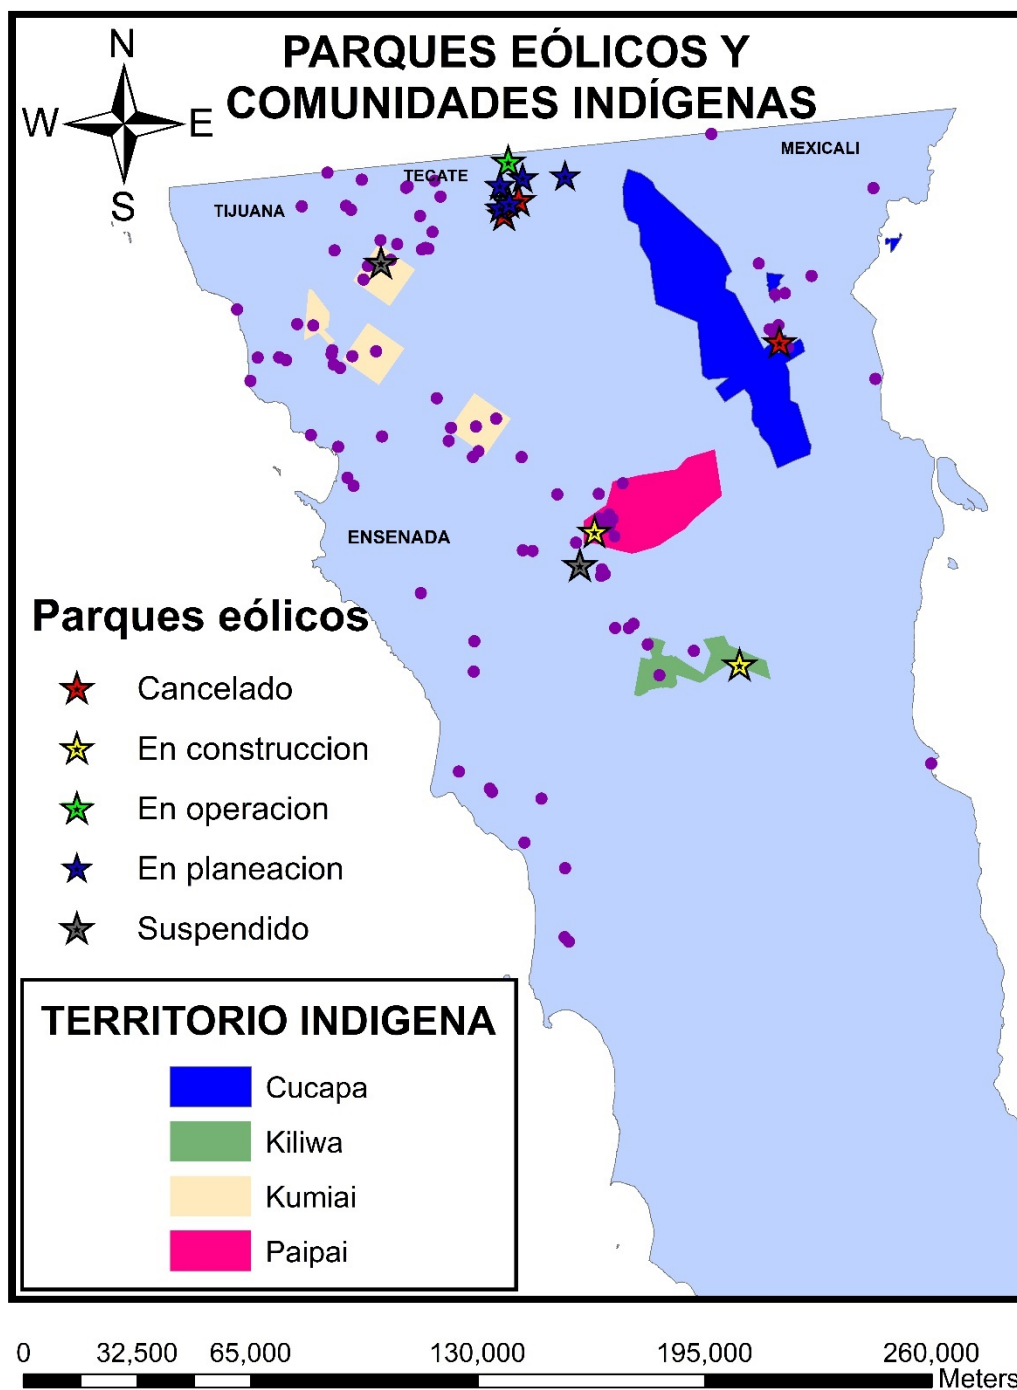 PARQUES EÓLICOS Y
COMUNIDADES INDÍGENAS
N
W E
S
MEXICALI
TECATE
TIJUANA
ENSENADA
Parques eólicos
Cancelado
En construccion
En operacion
En planeacion
Suspendido
TERRITORIO INDIGENA
Cucapa
Kiliwa
Kumiai
Paipai
0 32,500 65,000 130,000 195,000 260,000
Meters